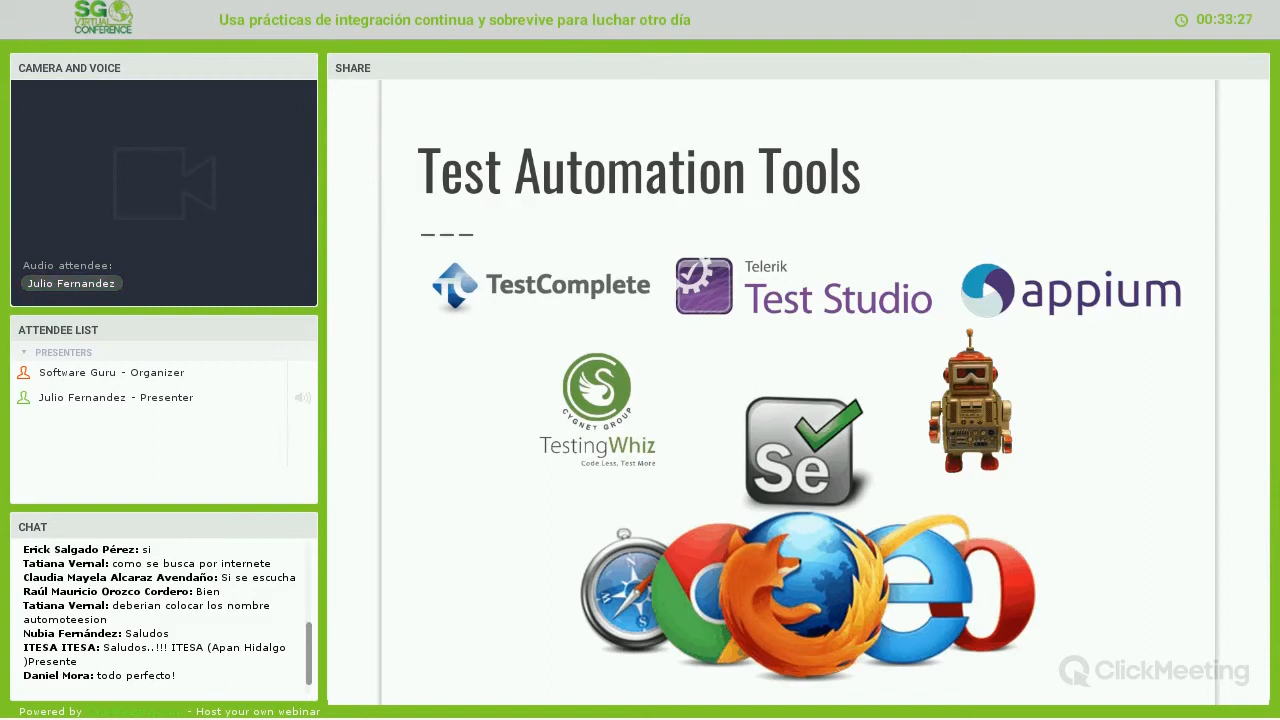 SG
VIRTUAL
CONFERENCE
Usa prácticas de integración continua y sobrevive para luchar otro día
00:33:27
CAMERA AND VOICE
Audio attendee:
Julio Fernandez
ATTENDEE LIST
PRESENTERS
Software Guru - Organizer
Julio Fernandez - Presenter
CHAT
Erick Salgado Pérez: si
Tatiana Vernal: como se busca por internete
Claudia Mayela Alcaraz Avendaño: Si se escucha
Raúl Mauricio Orozco Cordero: Bien
Tatiana Vernal: deberian colocar los nombre
automoteesion
Nubia Fernández: Saludos
ITESA ITESA: Saludos..!!! ITESA (Apan Hidalgo
)Presente
Daniel Mora: todo perfecto!
Powered by
- Host your own webinar
SHARE
Test Automation Tools
TC TestComplete
Telerik
Test Studio
appium
CYGNET GROUP
TestingWhiz
Code Less, Test More
Se
ClickMeeting